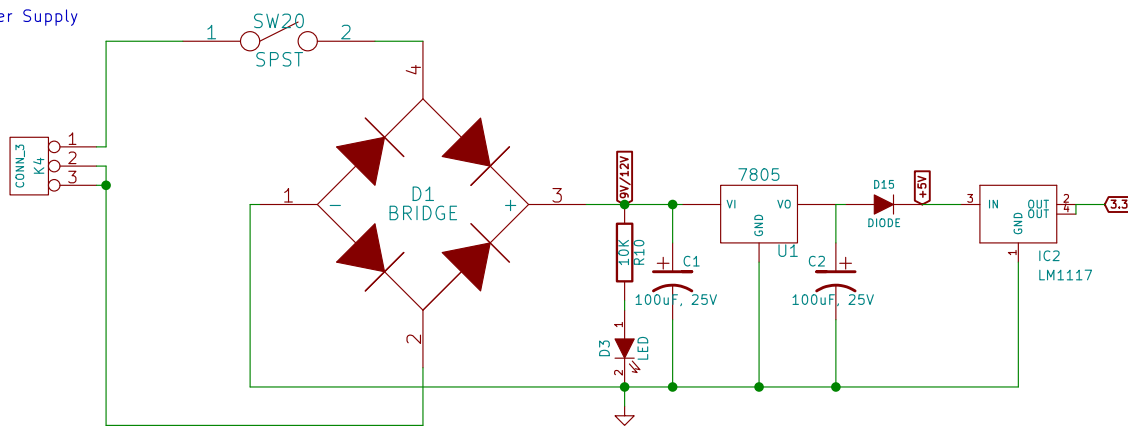 er Supply
SW20
1
2
SPST
4
CONN_3
K4
1
2
3
D1
BRIDGE
1
−
+
3
2
9V/12V
10K
R10
C1
+
100uF, 25V
D3
LED
1
2
7805
VI
VO
GND
U1
C2
+
100uF, 25V
D15
DIODE
+5V
3
IN
OUT
OUT
2
4
GND
1
IC2
LM1117
3.3